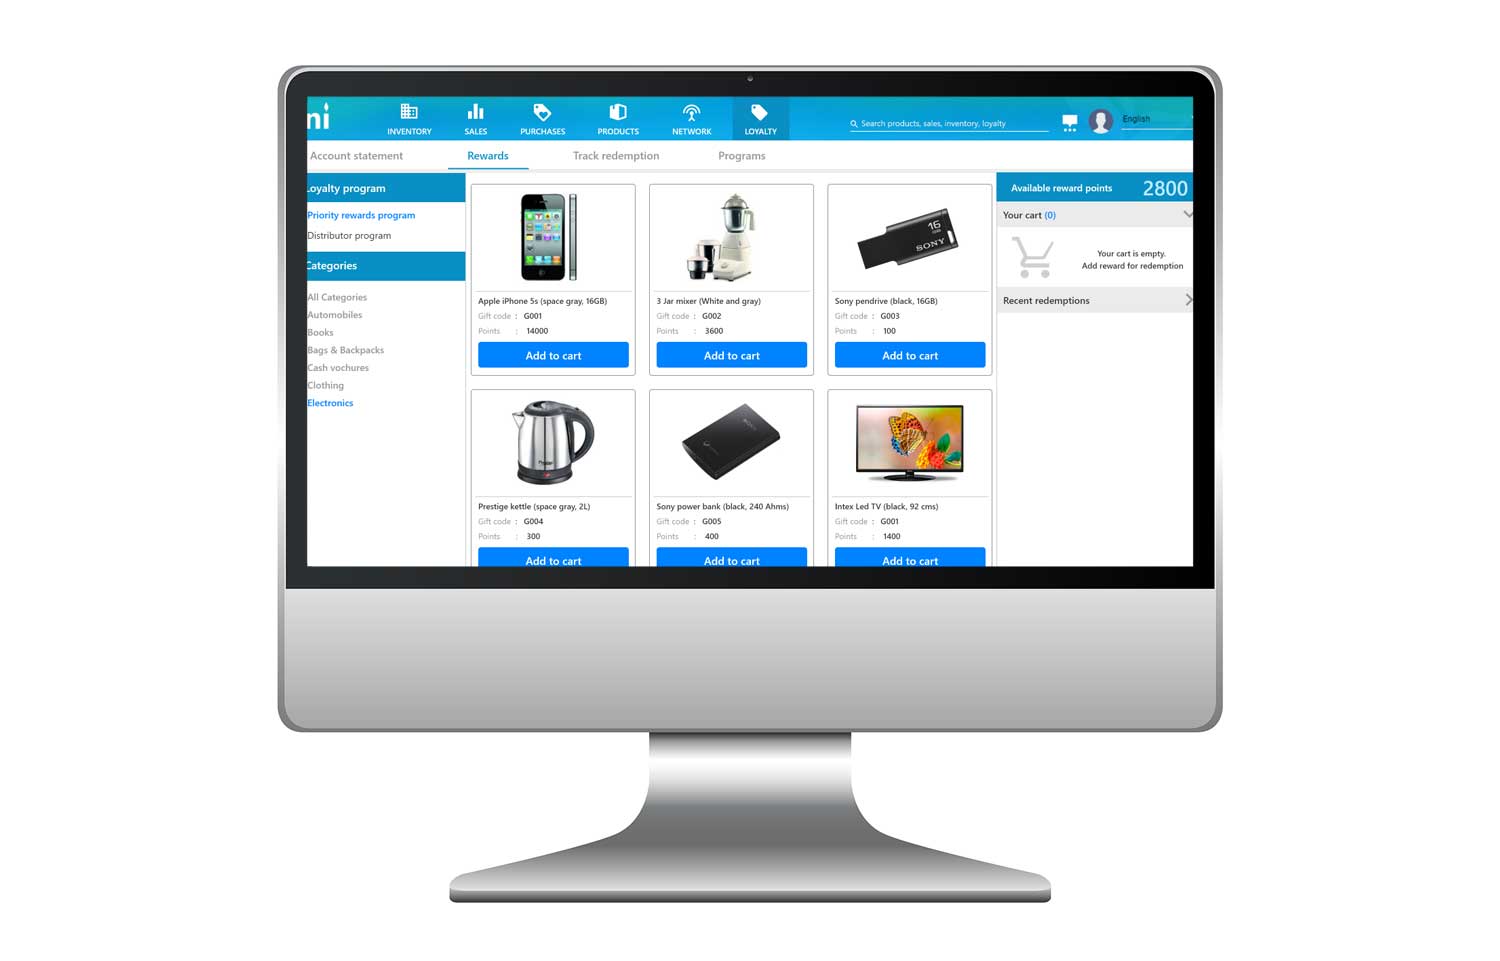 ni
INVENTORY
SALES
PURCHASES
PRODUCTS
NETWORK
LOYALTY
Search products, sales, inventory, loyalty
English
Account statement
Rewards
Track redemption
Programs
Loyalty program
Priority rewards program
Distributor program
Categories
All Categories
Automobiles
Books
Bags & Backpacks
Cash vochures
Clothing
Electronics
Apple iPhone 5s (space gray, 16GB)
Gift code : G001
Points : 14000
Add to cart
3 Jar mixer (White and gray)
Gift code : G002
Points : 3600
Add to cart
16
SONY
Sony pendrive (black, 16GB)
Gift code : G003
Points : 100
Add to cart
Prestige kettle (space gray, 2L)
Gift code : G004
Points : 300
Add to cart
SONY
Sony power bank (black, 240 Ahms)
Gift code : G005
Points : 400
Add to cart
Intex Led TV (black, 92 cms)
Gift code : G001
Points : 1400
Add to cart
Available reward points 2800
Your cart (0)
Your cart is empty.
Add reward for redemption
Recent redemptions